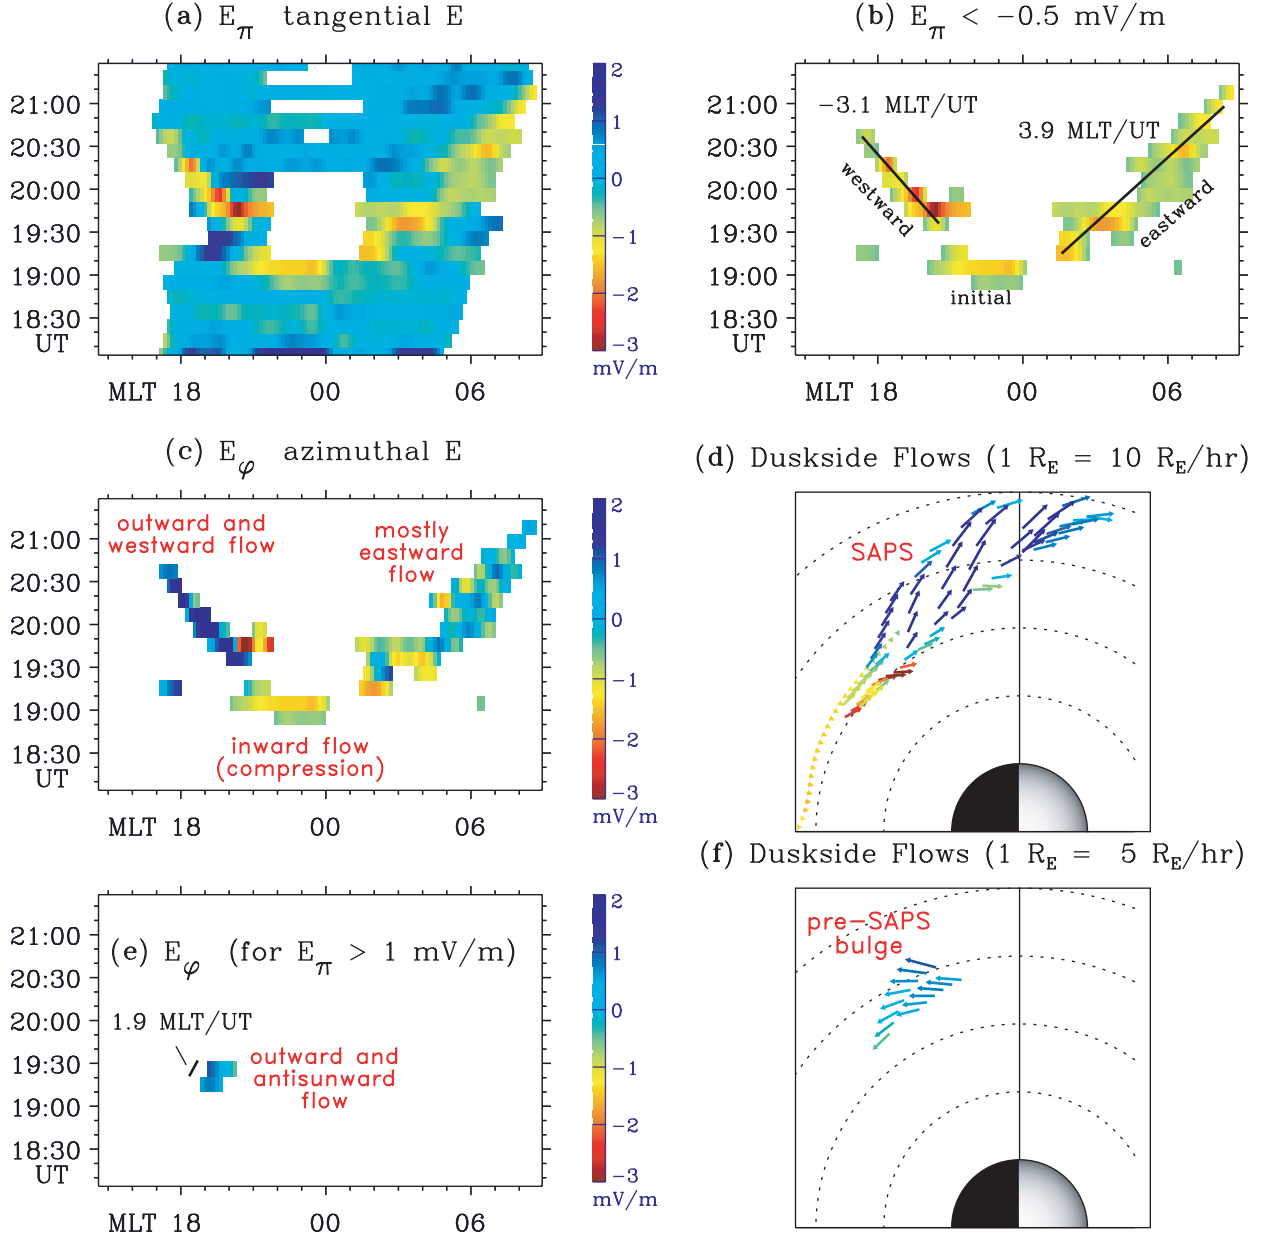 (a) Eπ tangential E
21:00
20:30
20:00
19:30
19:00
18:30
UT
MLT 18 00 06
2
1
0
−1
−2
−3
mV/m
(b) Eπ < −0.5 mV/m
21:00
20:30
20:00
19:30
19:00
18:30
UT
−3.1 MLT/UT
3.9 MLT/UT
westward
eastward
initial
MLT 18 00 06
(c) Eφ azimuthal E
21:00
20:30
20:00
19:30
19:00
18:30
UT
outward and
westward flow
mostly
eastward
flow
inward flow
(compression)
MLT 18 00 06
2
1
0
−1
−2
−3
mV/m
(d) Duskside Flows (1 RE = 10 RE/hr)
SAPS
(e) Eφ (for Eπ > 1 mV/m)
21:00
20:30
20:00
19:30
19:00
18:30
UT
1.9 MLT/UT
outward and
antisunward
flow
MLT 18 00 06
2
1
0
−1
−2
−3
mV/m
(f) Duskside Flows (1 RE = 5 RE/hr)
pre−SAPS
bulge